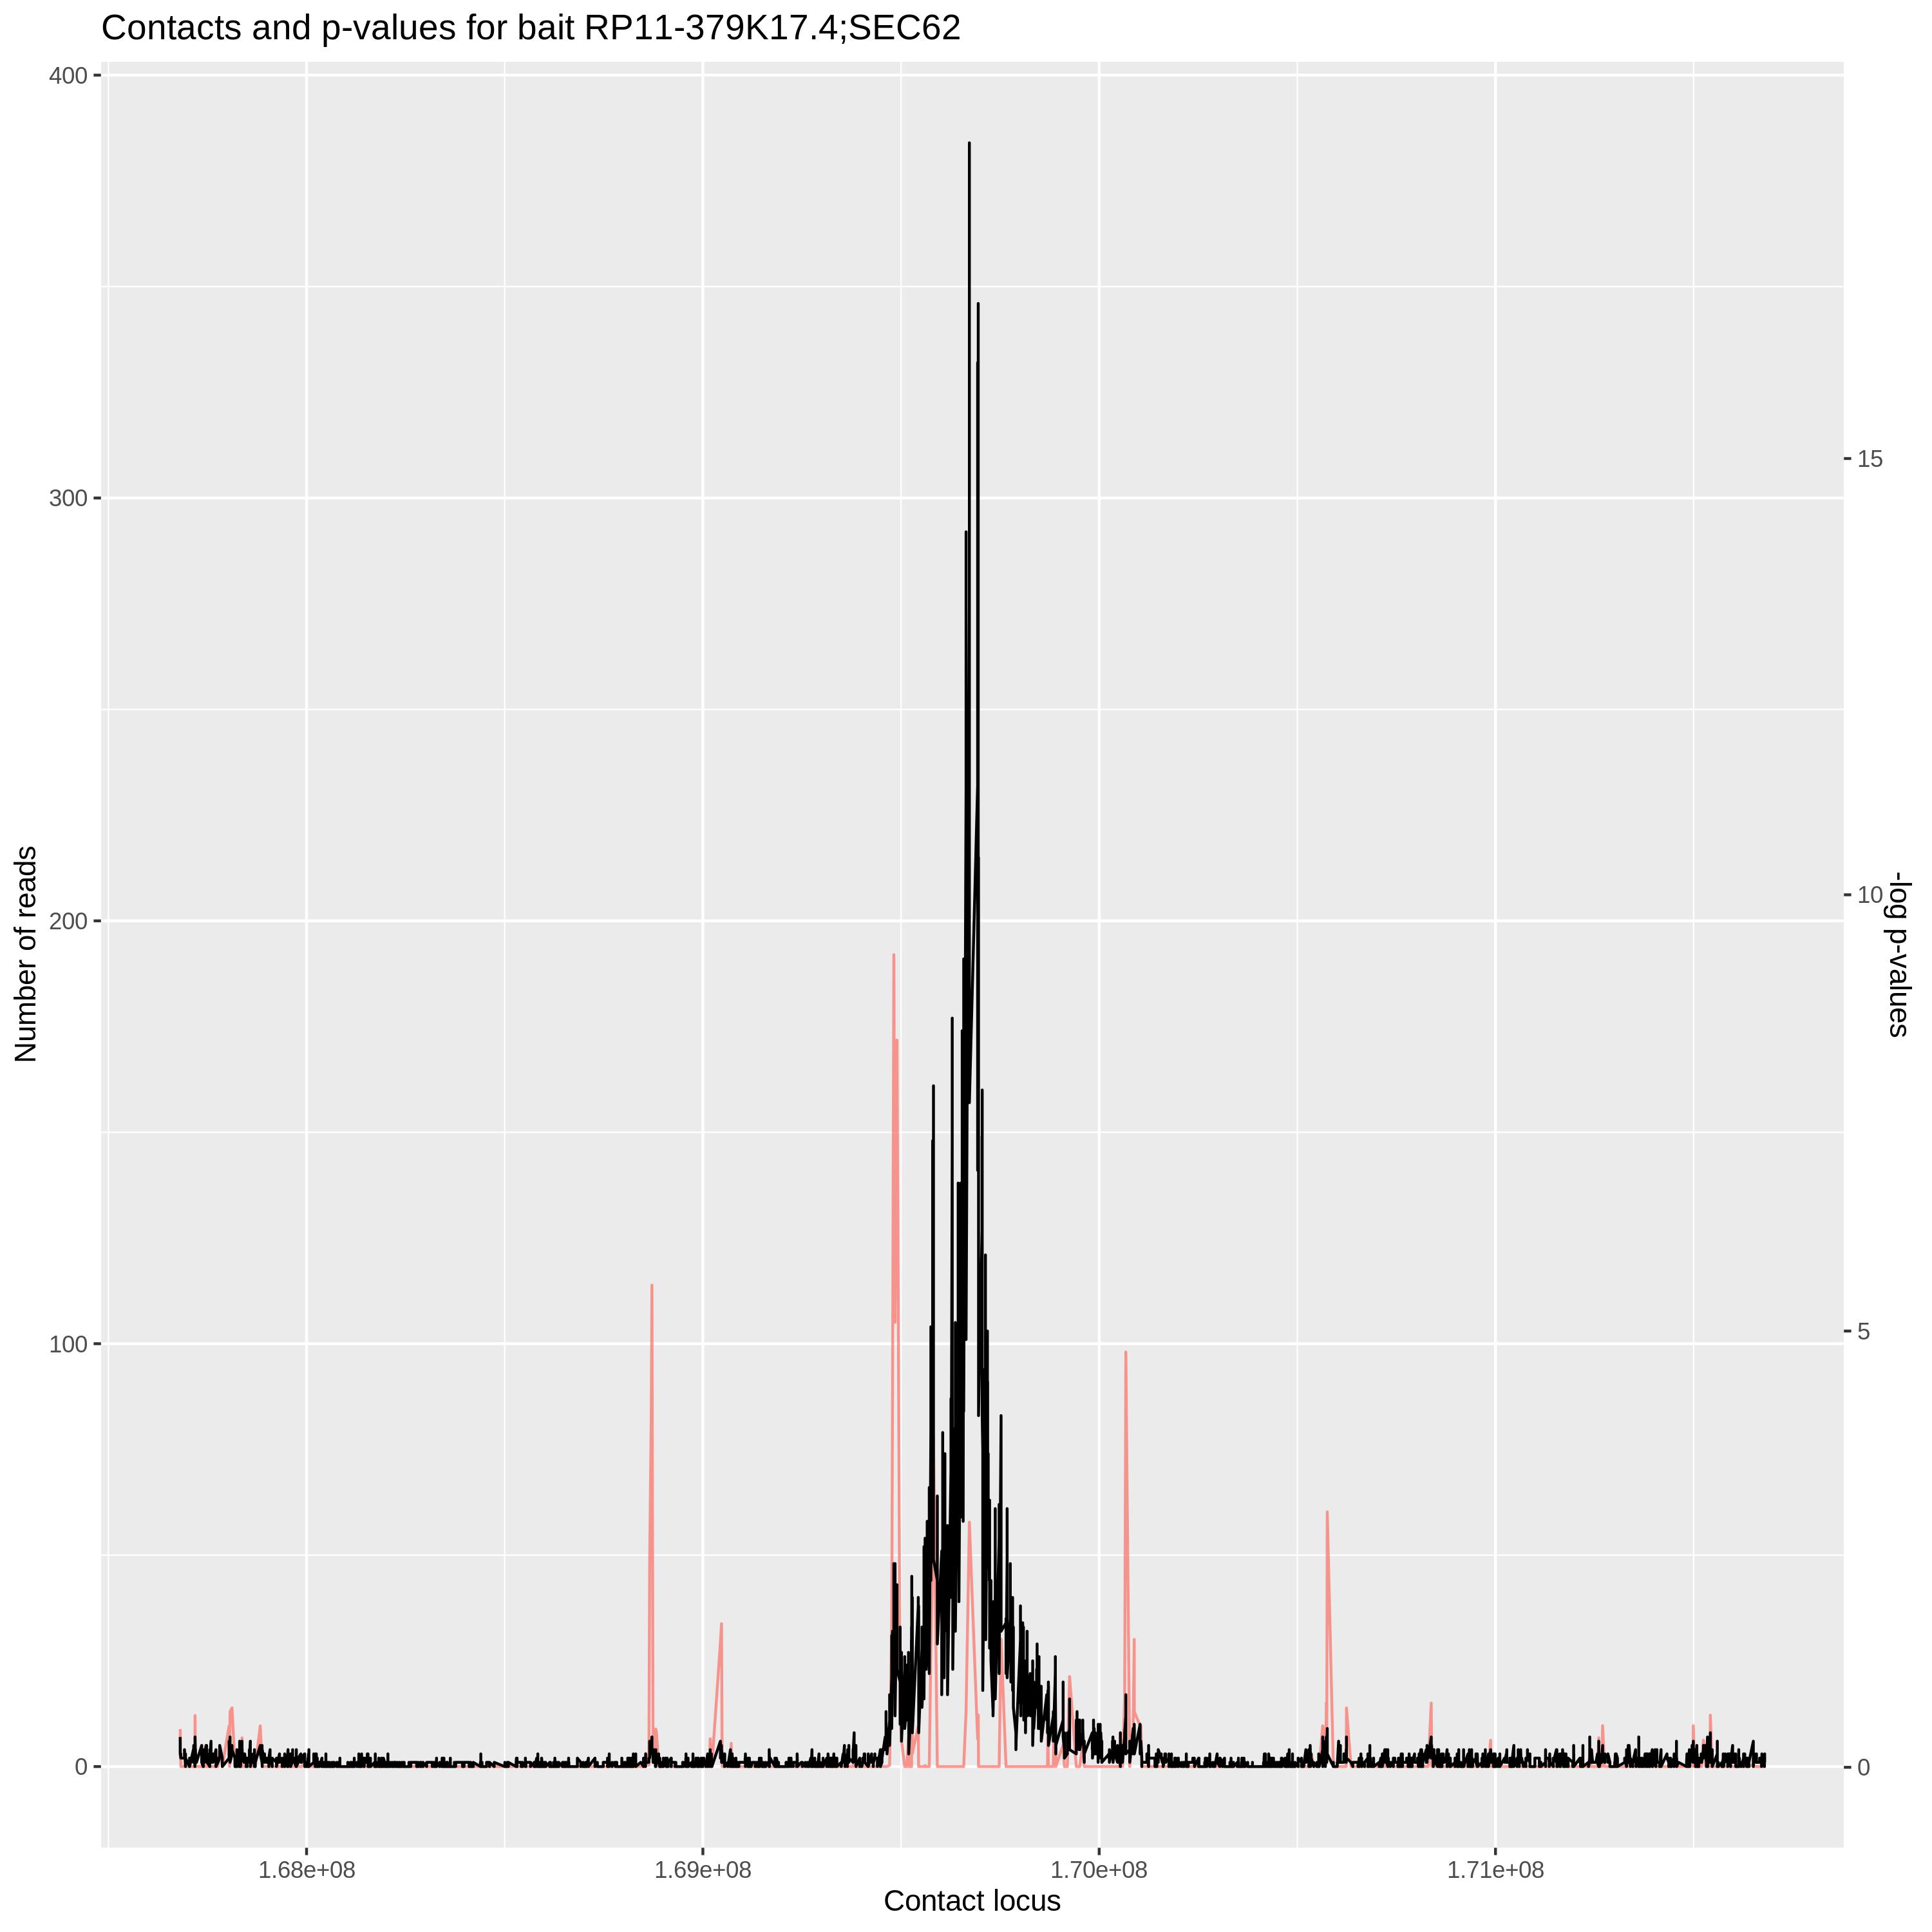 Contacts and p-values for bait RP11-379K17.4;SEC62
400
300
200
100
0
Number of reads
15
10
5
0
-log p-values
1.68e+08
1.69e+08
1.70e+08
1.71e+08
Contact locus